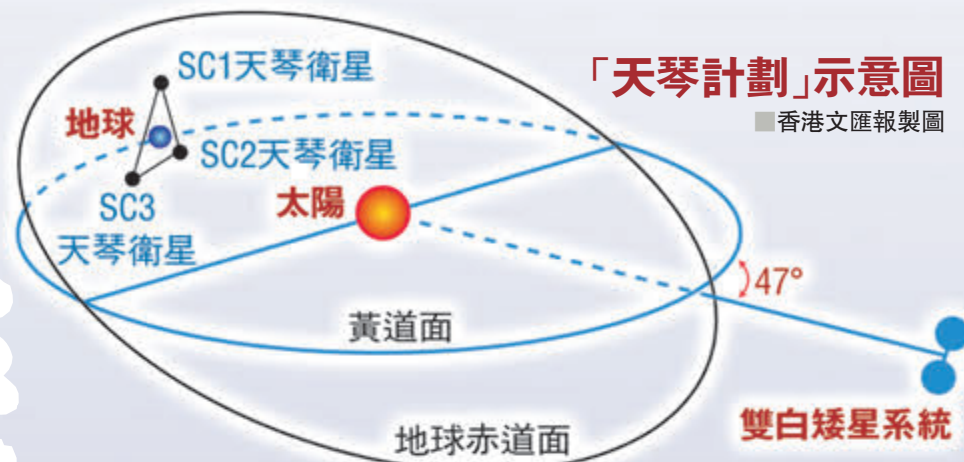 「天琴計劃」示意圖
■香港文匯報製圖
SC1天琴衛星
地球
SC2天琴衛星
SC3
天琴衛星
太陽
47°
黃道面
雙白矮星系統
地球赤道面